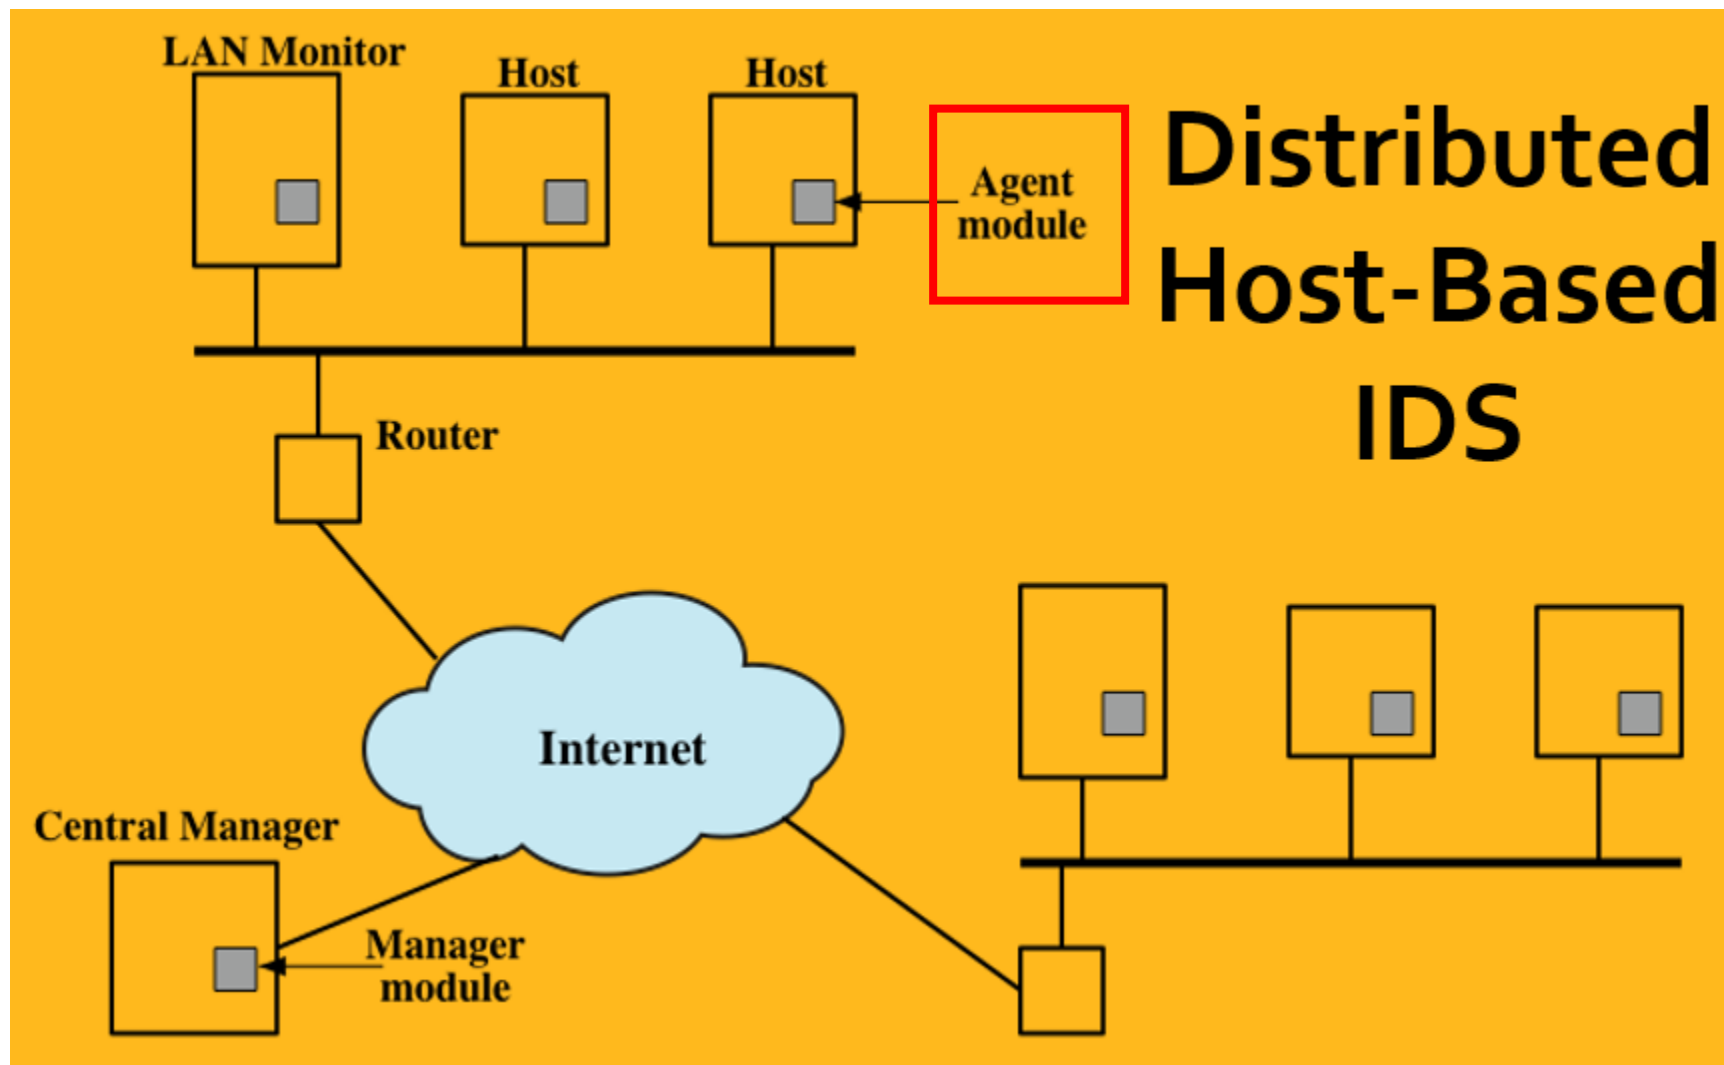 LAN Monitor
Host
Host
Agent
module
Distributed
Host-Based
IDS
Router
Internet
Central Manager
Manager
module